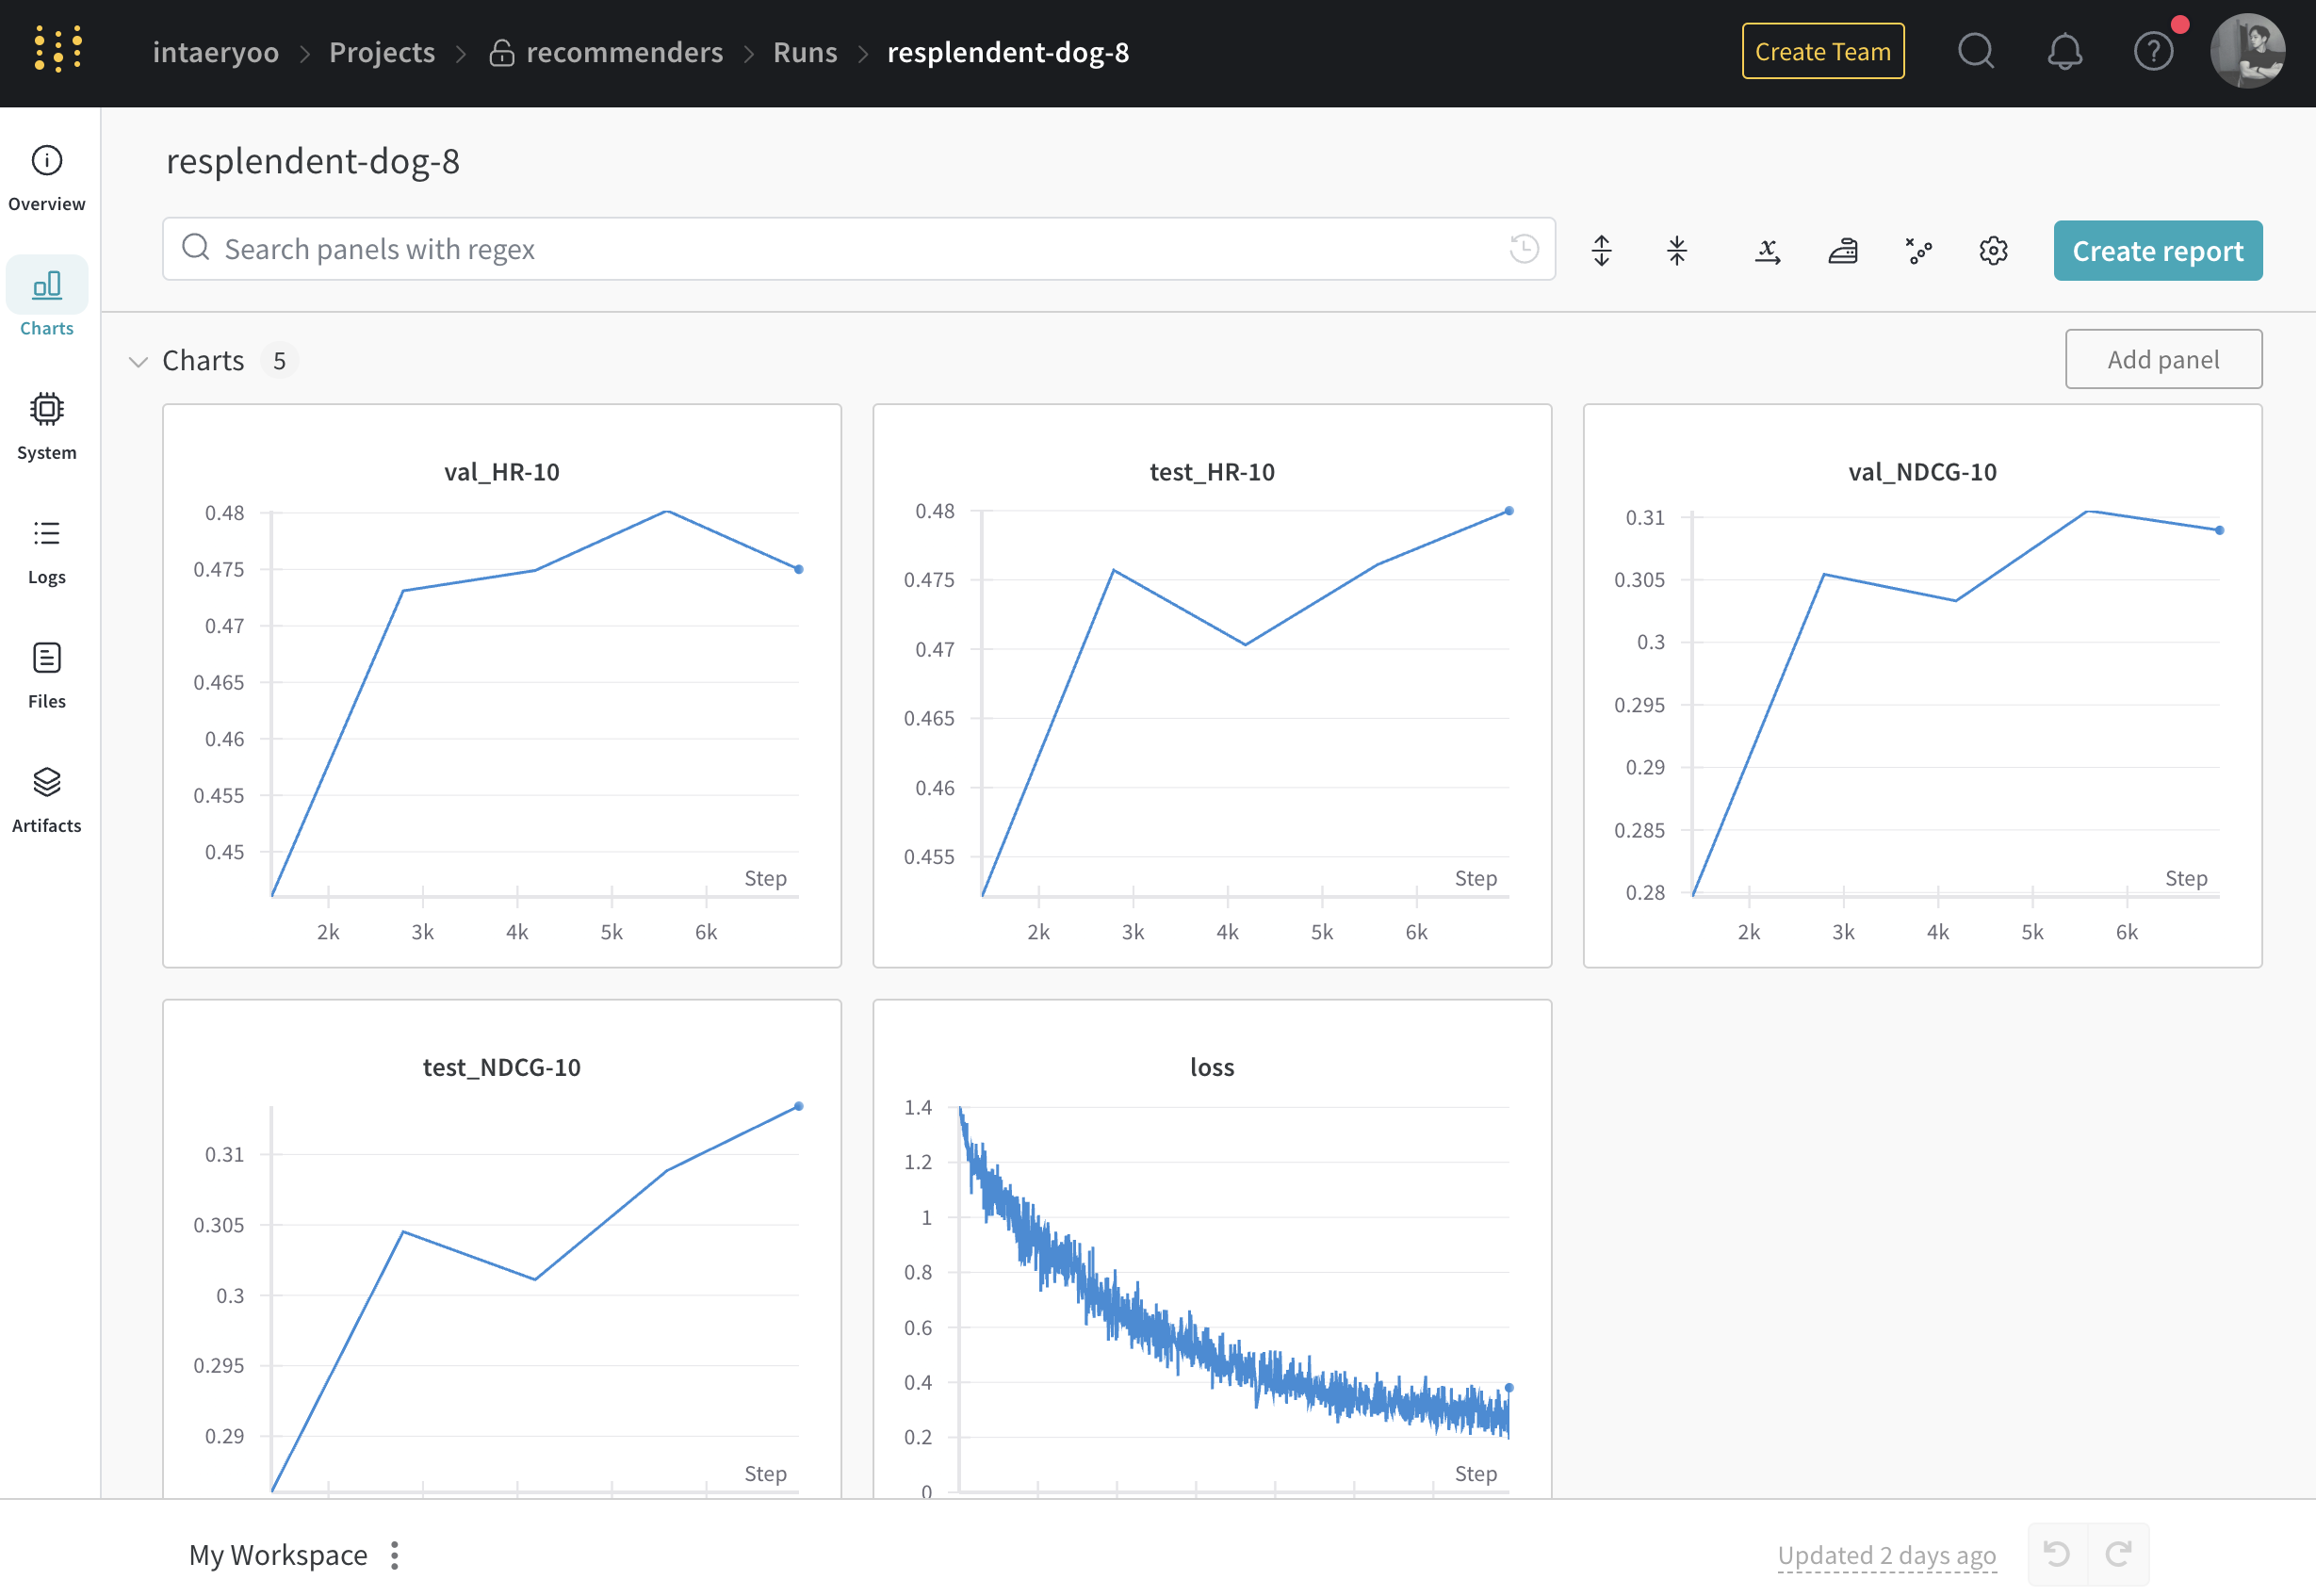 intaeryoo > Projects > recommenders > Runs > resplendent-dog-8
Create Team
resplendent-dog-8
Search panels with regex
Create report
Overview
Charts
System
Logs
Files
Artifacts
Charts 5
Add panel
val_HR-10
0.48
0.475
0.47
0.465
0.46
0.455
0.45
Step
2k 3k 4k 5k 6k
test_HR-10
0.48
0.475
0.47
0.465
0.46
0.455
Step
2k 3k 4k 5k 6k
val_NDCG-10
0.31
0.305
0.3
0.295
0.29
0.285
0.28
Step
2k 3k 4k 5k 6k
test_NDCG-10
0.31
0.305
0.3
0.295
0.29
Step
loss
1.4
1.2
1
0.8
0.6
0.4
0.2
0
Step
My Workspace
Updated 2 days ago